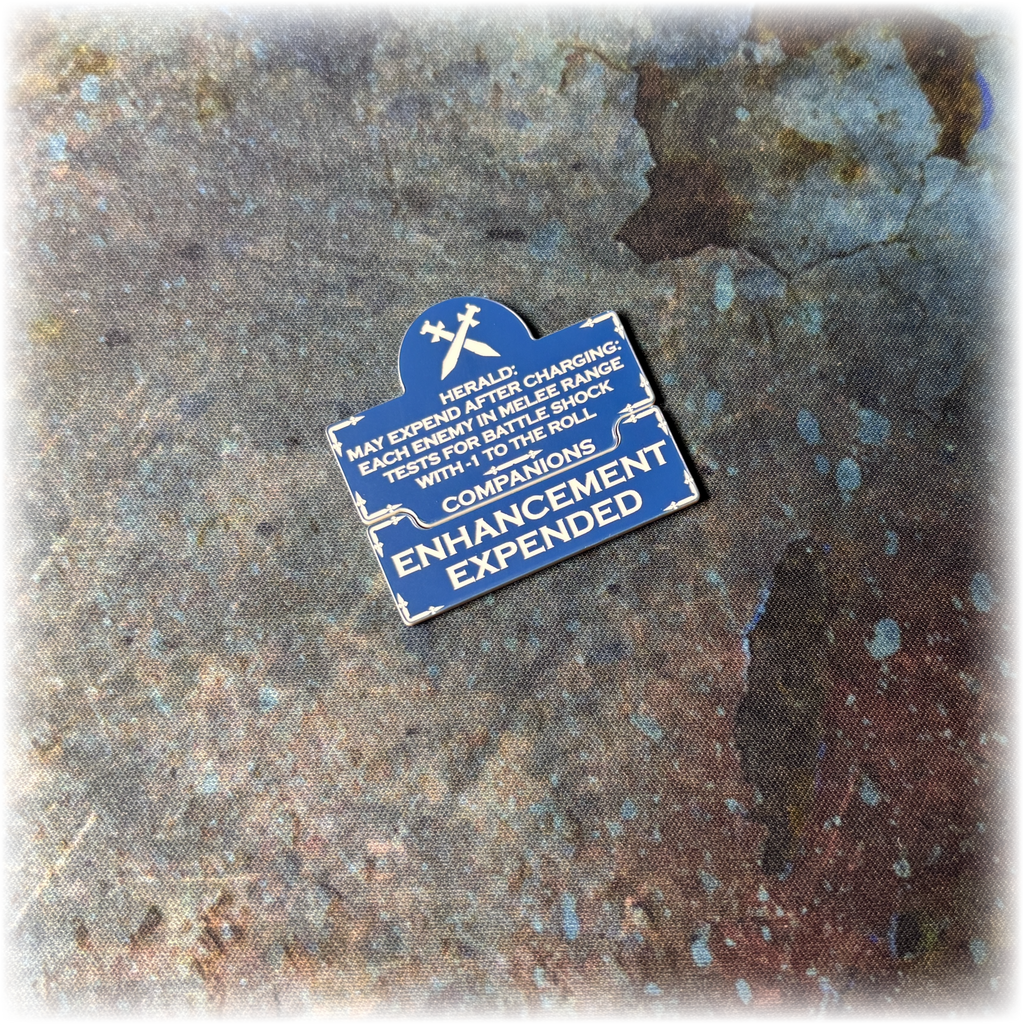 HERALD:
MAY EXPEND AFTER CHARGING:
EACH ENEMY IN MELEE RANGE
TESTS FOR BATTLE SHOCK
WITH -1 TO THE ROLL
COMPANIONS
ENHANCEMENT
EXPENDED